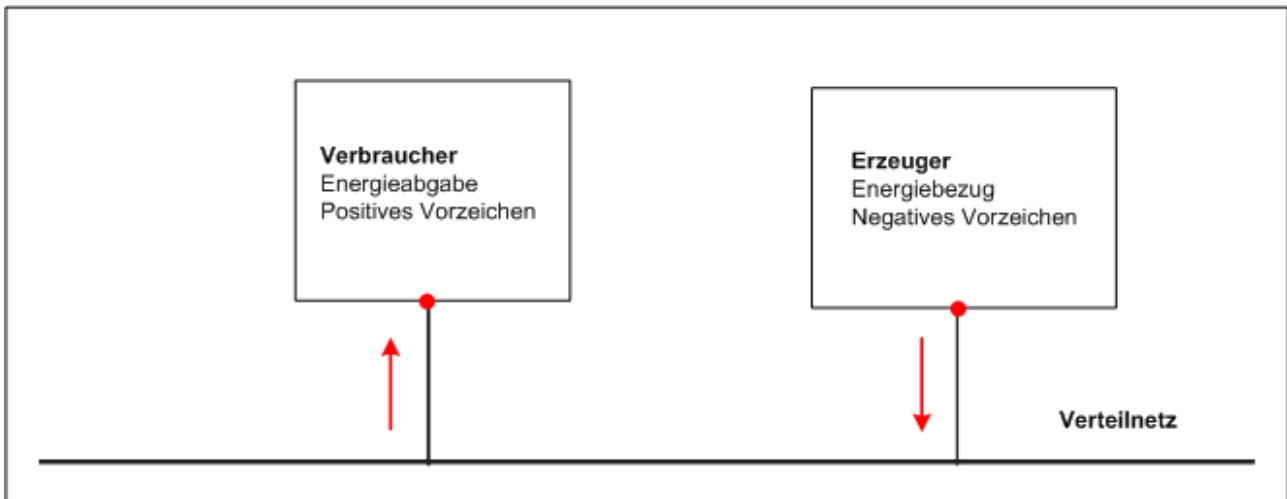 Verbraucher
Energieabgabe
Positives Vorzeichen
Erzeuger
Energiebezug
Negatives Vorzeichen
Verteilnetz